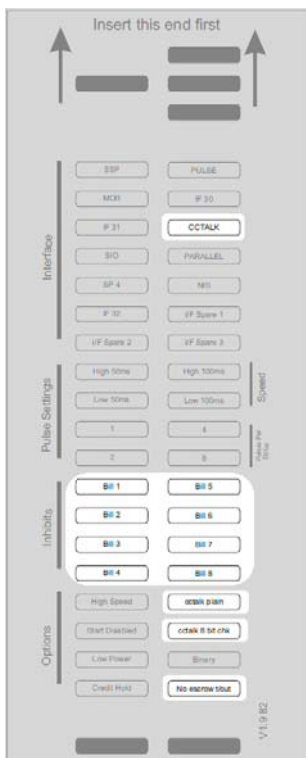 Insert this end first
Interface
SSP PULSE
MDB IF 30
IF 31 CCTALK
SIO PARALLEL
SP 4 NIS
IF 32 I/F Spare 1
I/F Spare 2 I/F Spare 3
Pulse Settings
High 50ms High 100ms
Low 50ms Low 100ms
Speed
1 4
2 8
Inhibits
Bill 1 Bill 5
Bill 2 Bill 6
Bill 3 Bill 7
Bill 4 Bill 8
Options
High Speed cctalk plain
Start Disabled cctalk 8 bit chk
Low Power Binary
Credit Hold No escrow t/out
V1.9 B2